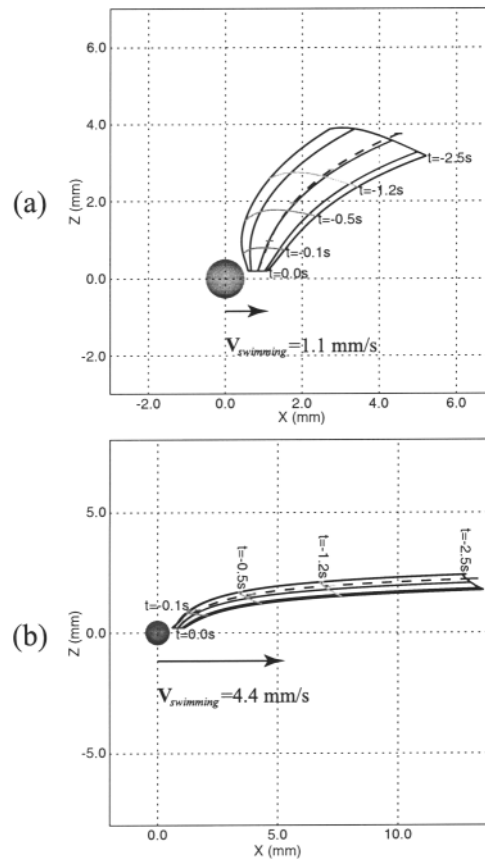 (a)
Z (mm)
6.0
4.0
2.0
0.0
-2.0
t=-2.5s
t=-1.2s
t=-0.5s
t=-0.1s
t=0.0s
V swimming =1.1 mm/s
-2.0 0.0 2.0 4.0 6.0
X (mm)
(b)
Z (mm)
5.0
0.0
-5.0
t=-0.1s
t=-0.5s
t=-1.2s
t=-2.5s
t=0.0s
V swimming =4.4 mm/s
0.0 5.0 10.0
X (mm)